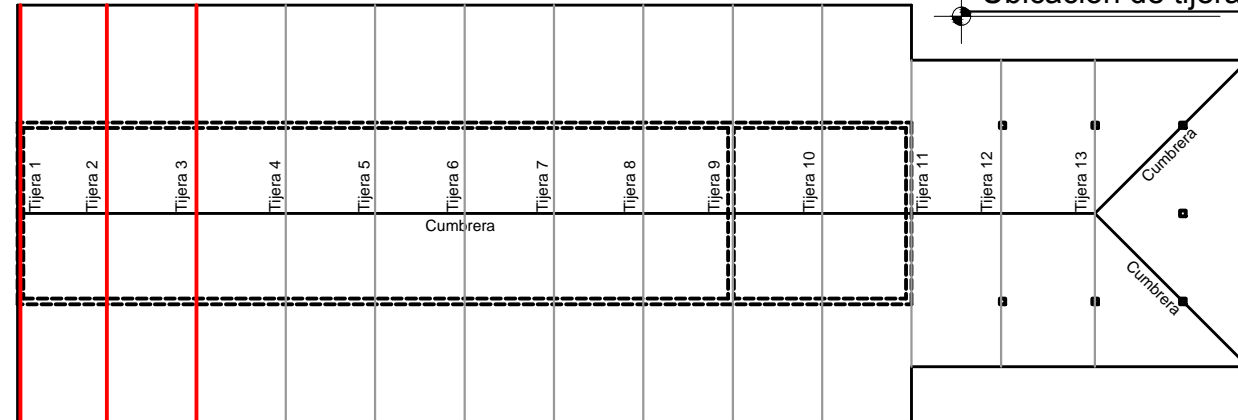 Ubicación de tijera
Tijera 1
Tijera 2
Tijera 3
Tijera 4
Tijera 5
Tijera 6
Tijera 7
Tijera 8
Tijera 9
Tijera 10
Tijera 11
Tijera 12
Tijera 13
Cumbrera
Cumbrera
Cumbrera